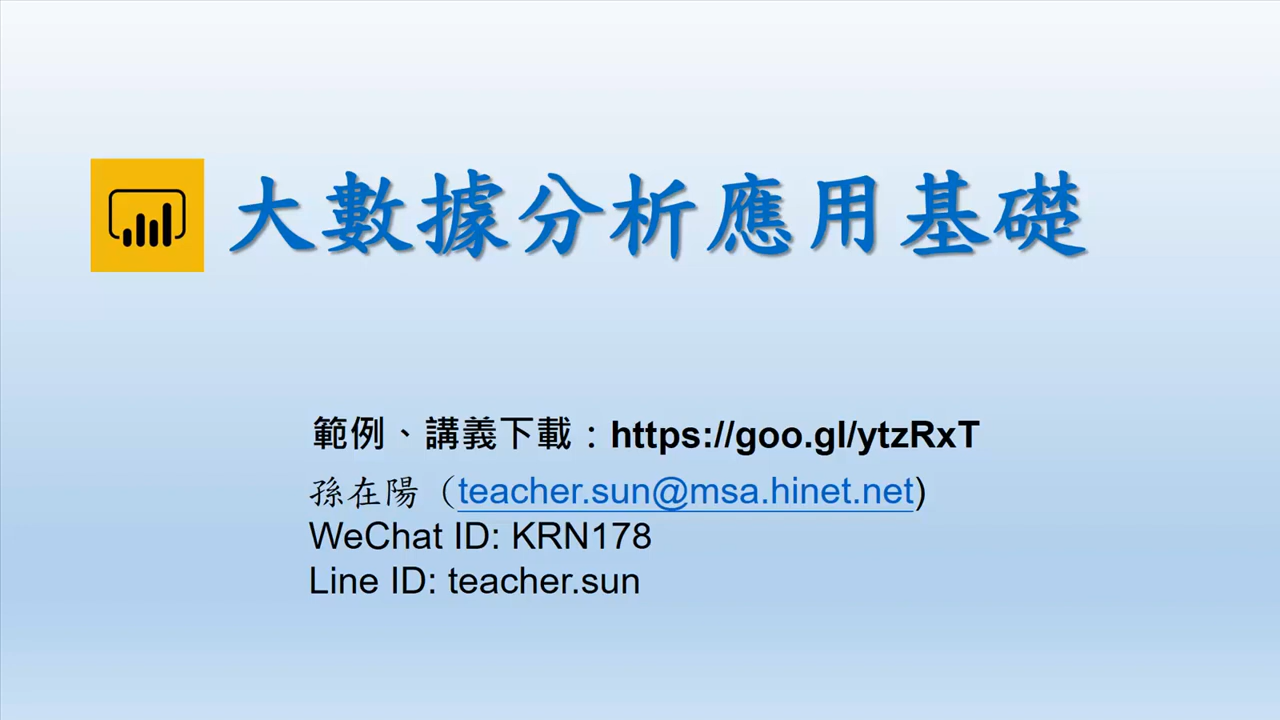 大數據分析應用基礎
範例、講義下載：https://goo.gl/ytzRxT
孫在陽（teacher.sun@msa.hinet.net)
WeChat ID: KRN178
Line ID: teacher.sun